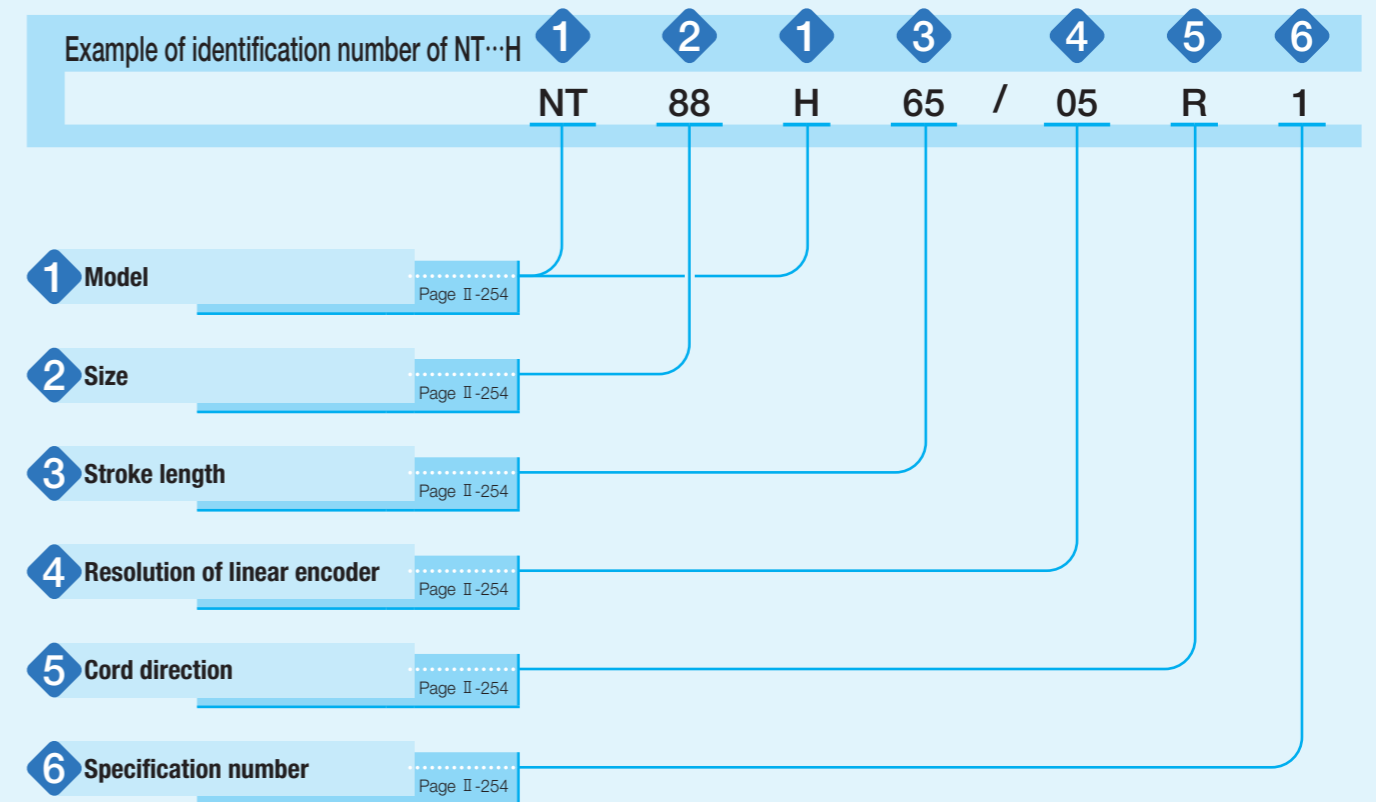 Example of identification number of NT…H 1 2 1 3 4 5 6
NT 88 H 65 / 05 R 1
1 Model
Page Ⅱ-254
2 Size
Page Ⅱ-254
3 Stroke length
Page Ⅱ-254
4 Resolution of linear encoder
Page Ⅱ-254
5 Cord direction
Page Ⅱ-254
6 Specification number
Page Ⅱ-254